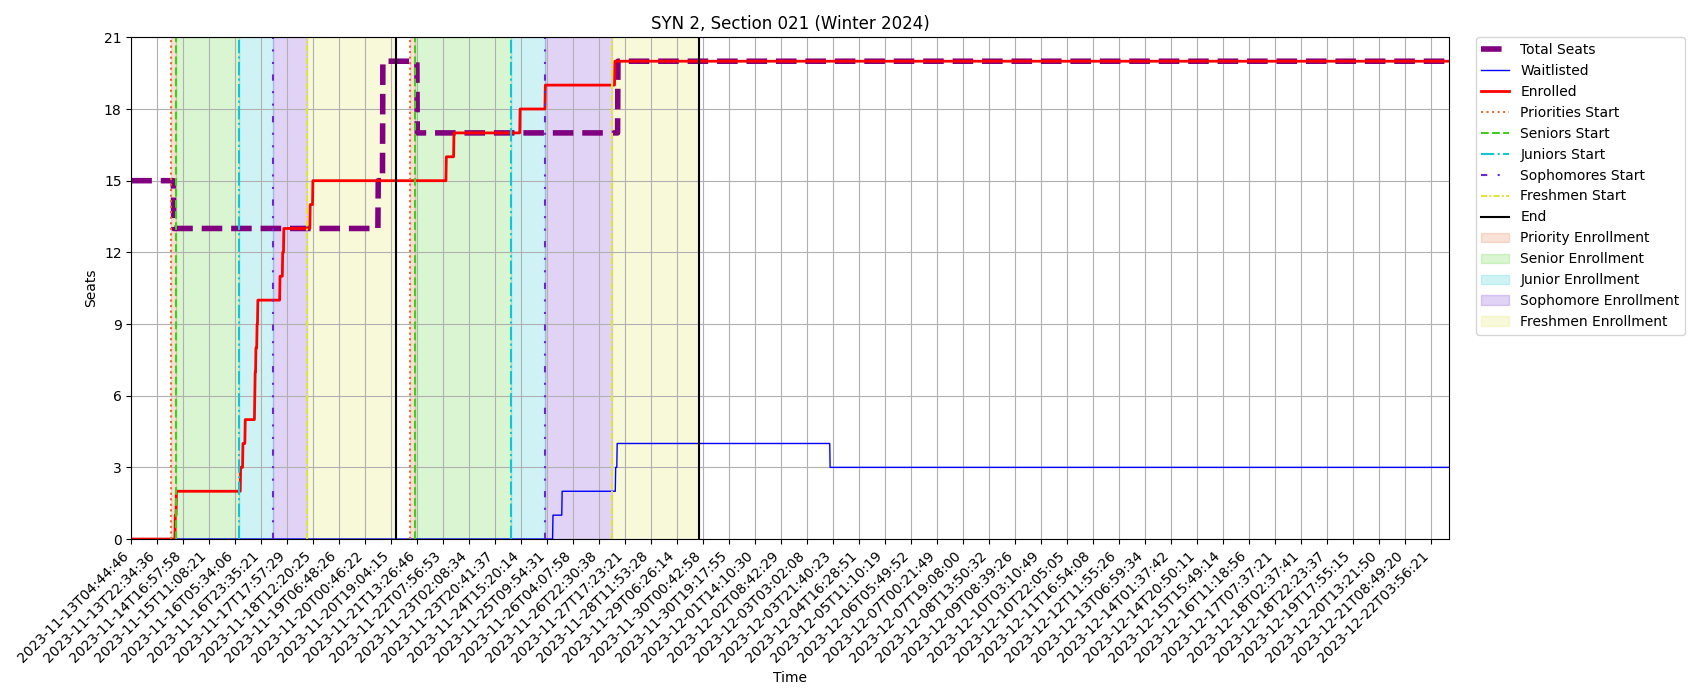 SYN 2, Section 021 (Winter 2024)
21
18
15
12
9
6
3
0
Seats
2023-11-13T04:44:46
2023-11-13T22:34:36
2023-11-14T16:57:58
2023-11-15T11:08:21
2023-11-16T05:34:06
2023-11-16T23:35:21
2023-11-17T17:57:29
2023-11-18T12:20:25
2023-11-19T06:48:26
2023-11-20T00:46:22
2023-11-20T19:04:15
2023-11-21T13:26:46
2023-11-22T07:56:53
2023-11-23T02:08:34
2023-11-23T20:41:37
2023-11-24T15:20:14
2023-11-25T09:54:31
2023-11-26T04:07:58
2023-11-26T22:30:38
2023-11-27T17:23:21
2023-11-28T11:53:28
2023-11-29T06:26:14
2023-11-30T00:42:58
2023-11-30T19:17:55
2023-12-01T14:10:30
2023-12-02T08:42:29
2023-12-03T03:02:08
2023-12-03T21:40:23
2023-12-04T16:28:51
2023-12-05T11:10:19
2023-12-06T05:49:52
2023-12-07T00:21:49
2023-12-07T19:08:00
2023-12-08T13:50:32
2023-12-09T08:39:26
2023-12-10T03:10:49
2023-12-10T22:05:05
2023-12-11T16:54:08
2023-12-12T11:55:26
2023-12-13T06:59:34
2023-12-14T01:37:42
2023-12-14T20:50:11
2023-12-15T15:49:14
2023-12-16T11:18:56
2023-12-17T07:37:21
2023-12-18T02:37:41
2023-12-18T22:23:37
2023-12-19T17:55:15
2023-12-20T13:21:50
2023-12-21T08:49:20
2023-12-22T03:56:21
Time
Total Seats
Waitlisted
Enrolled
Priorities Start
Seniors Start
Juniors Start
Sophomores Start
Freshmen Start
End
Priority Enrollment
Senior Enrollment
Junior Enrollment
Sophomore Enrollment
Freshmen Enrollment